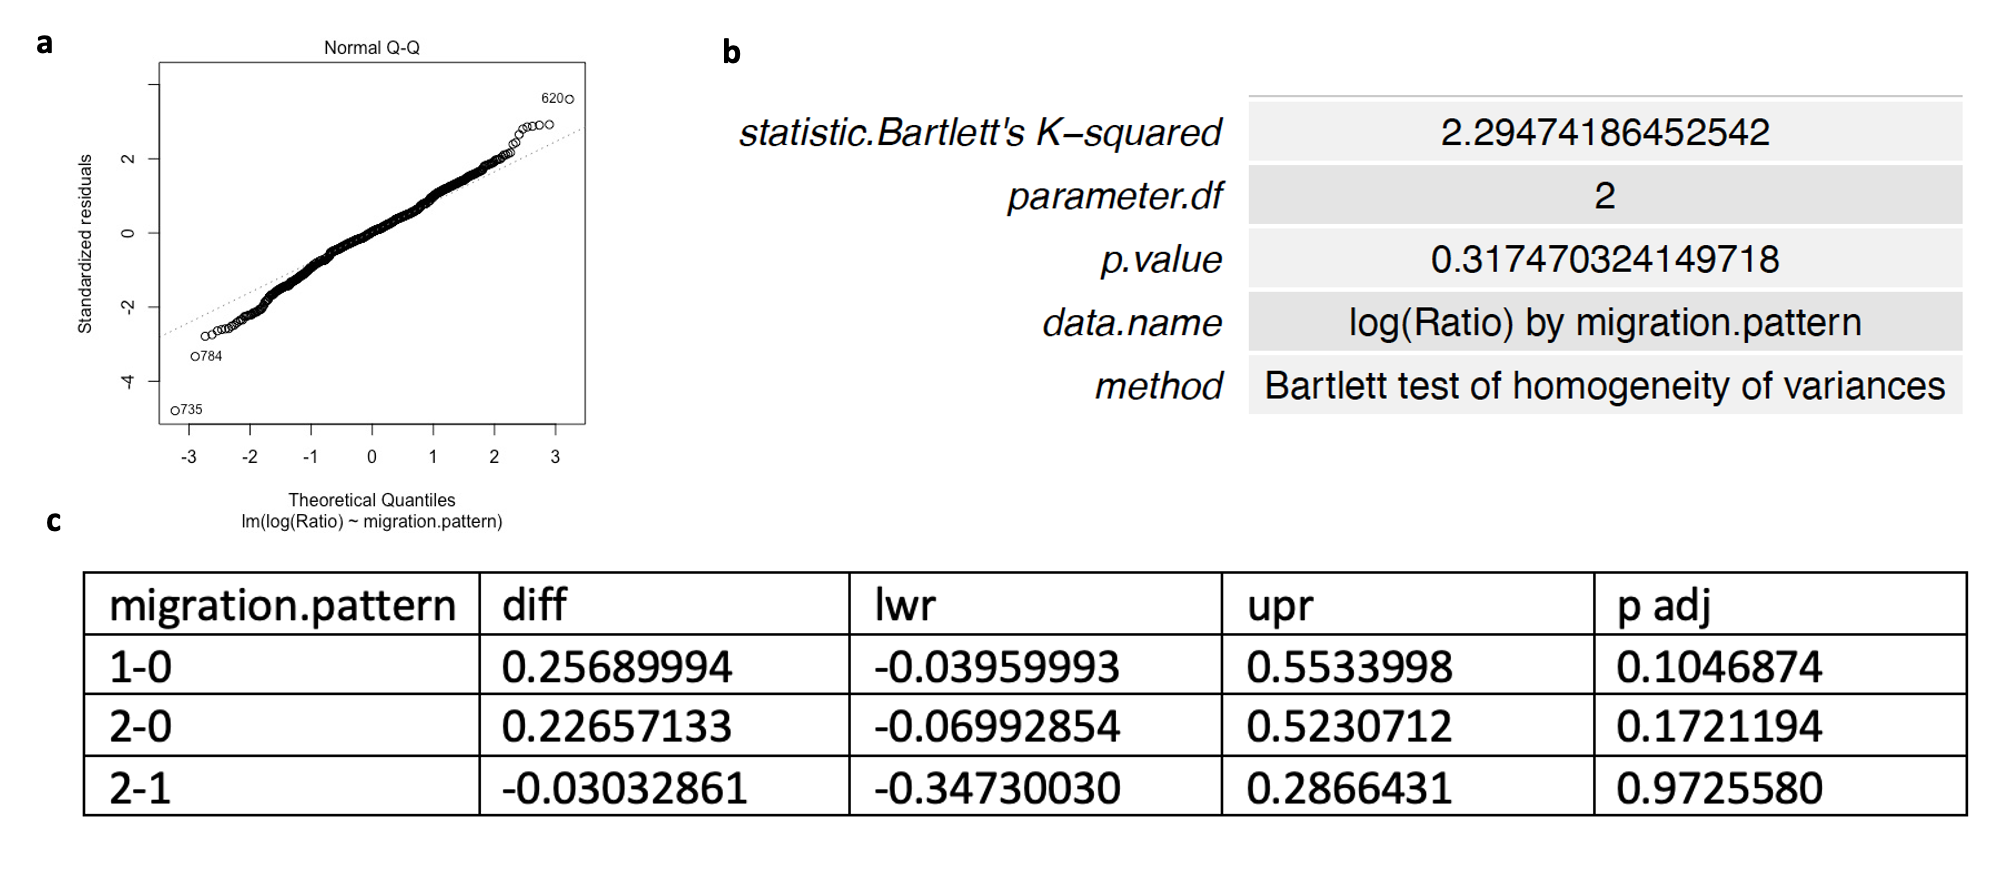 a
Normal Q-Q
620
2
0
-2
-4
784
735
Standardized residuals
-3 -2 -1 0 1 2 3
Theoretical Quantiles
lm(log(Ratio) ~ migration.pattern)
b
statistic.Bartlett's K−squared 2.29474186452542
parameter.df 2
p.value 0.317470324149718
data.name log(Ratio) by migration.pattern
method Bartlett test of homogeneity of variances
c
migration.pattern diff lwr upr p adj
1-0 0.25689994 -0.03959993 0.5533998 0.1046874
2-0 0.22657133 -0.06992854 0.5230712 0.1721194
2-1 -0.03032861 -0.34730030 0.2866431 0.9725580